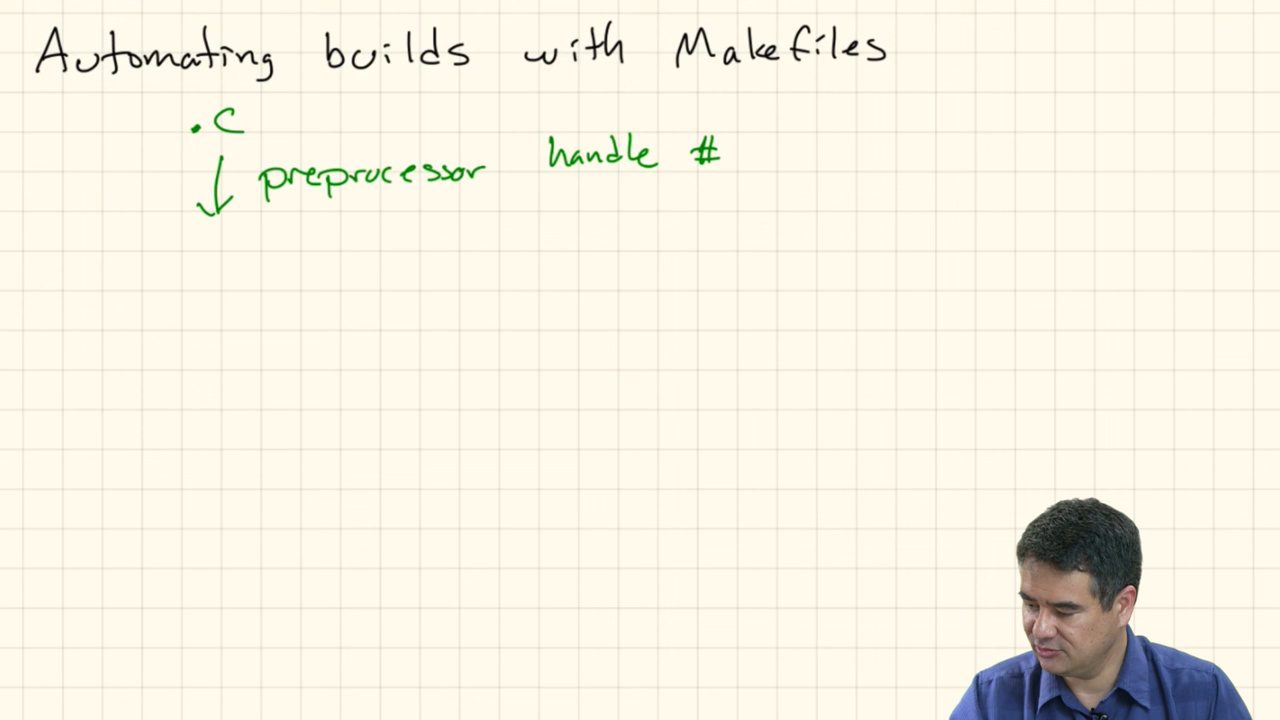 Automating builds with Makefiles
.c
preprocessor handle #